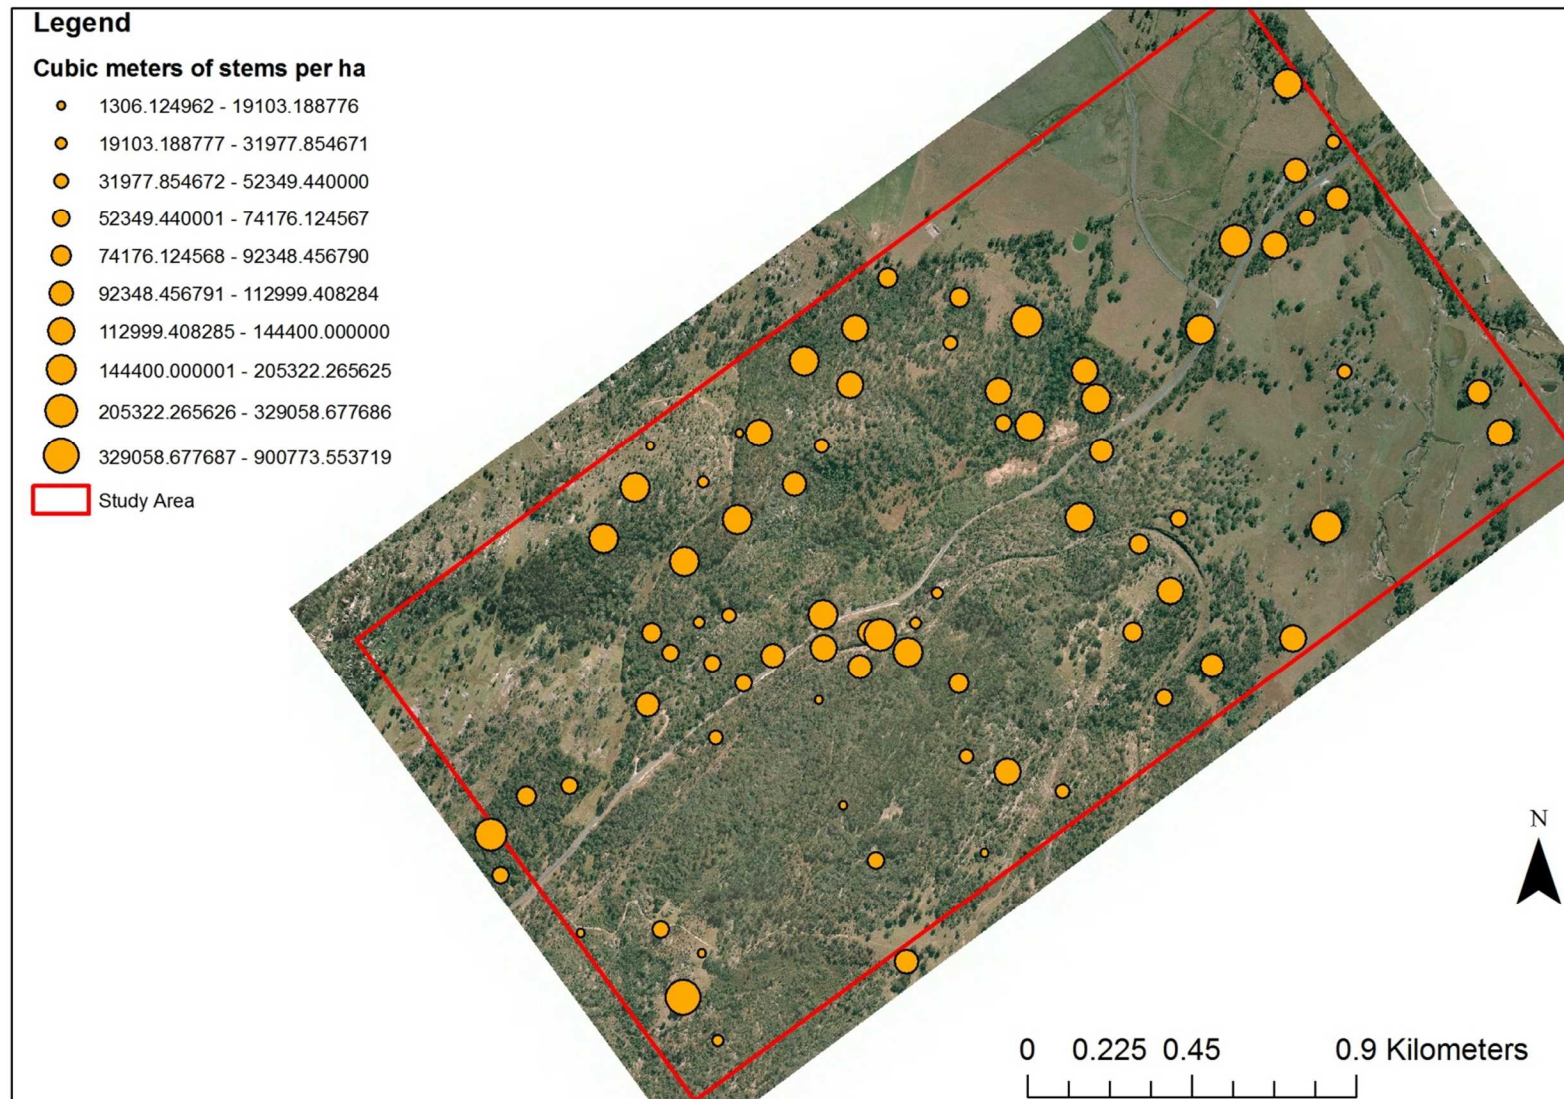 Legend
Cubic meters of stems per ha
1306.124962 - 19103.188776
19103.188777 - 31977.854671
31977.854672 - 52349.440000
52349.440001 - 74176.124567
74176.124568 - 92348.456790
92348.456791 - 112999.408284
112999.408285 - 144400.000000
144400.000001 - 205322.265625
205322.265626 - 329058.677686
329058.677687 - 900773.553719
Study Area
N
0 0.225 0.45 0.9 Kilometers